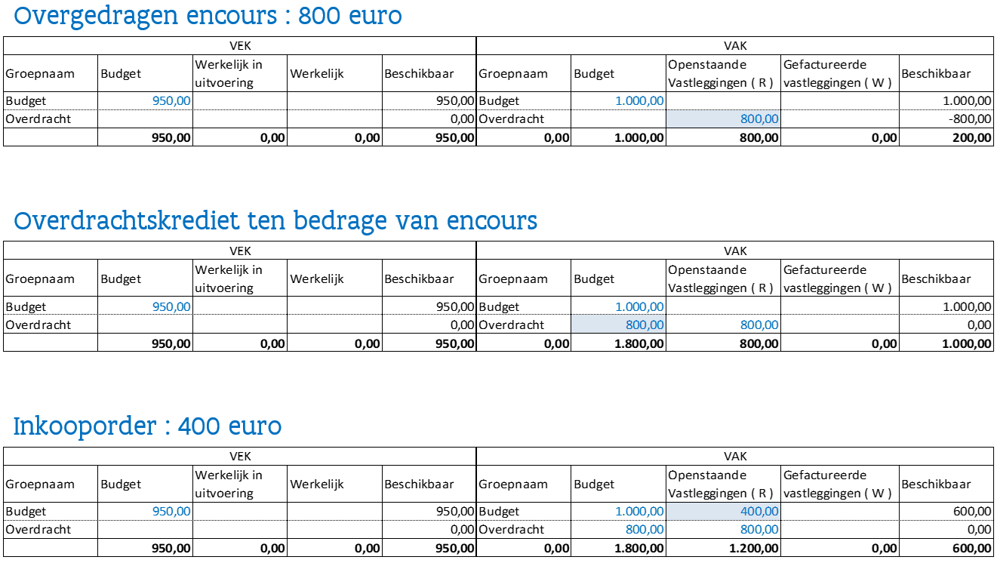 Overgedragen encours : 800 euro
VEK VAK
Groepnaam Budget Werkelijk in uitvoering Werkelijk Beschikbaar Groepnaam Budget Openstaande Vastleggingen ( R ) Gefactureerde vastleggingen ( W ) Beschikbaar
Budget 950,00 950,00 Budget 1.000,00 1.000,00
Overdracht 0,00 Overdracht 800,00 -800,00
950,00 0,00 0,00 950,00 0,00 1.000,00 800,00 0,00 200,00
Overdrachtskrediet ten bedrage van encours
VEK VAK
Groepnaam Budget Werkelijk in uitvoering Werkelijk Beschikbaar Groepnaam Budget Openstaande Vastleggingen ( R ) Gefactureerde vastleggingen ( W ) Beschikbaar
Budget 950,00 950,00 Budget 1.000,00 1.000,00
Overdracht 0,00 Overdracht 800,00 800,00 0,00
950,00 0,00 0,00 950,00 0,00 1.800,00 800,00 0,00 1.000,00
Inkooporder : 400 euro
VEK VAK
Groepnaam Budget Werkelijk in uitvoering Werkelijk Beschikbaar Groepnaam Budget Openstaande Vastleggingen ( R ) Gefactureerde vastleggingen ( W ) Beschikbaar
Budget 950,00 950,00 Budget 1.000,00 400,00 600,00
Overdracht 0,00 Overdracht 800,00 800,00 0,00
950,00 0,00 0,00 950,00 0,00 1.800,00 1.200,00 0,00 600,00